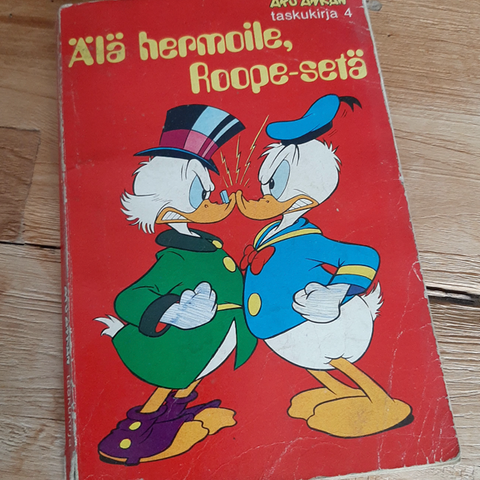 AKU ANKAN
taskukirja 4
Älä hermoile,
Roope-setä